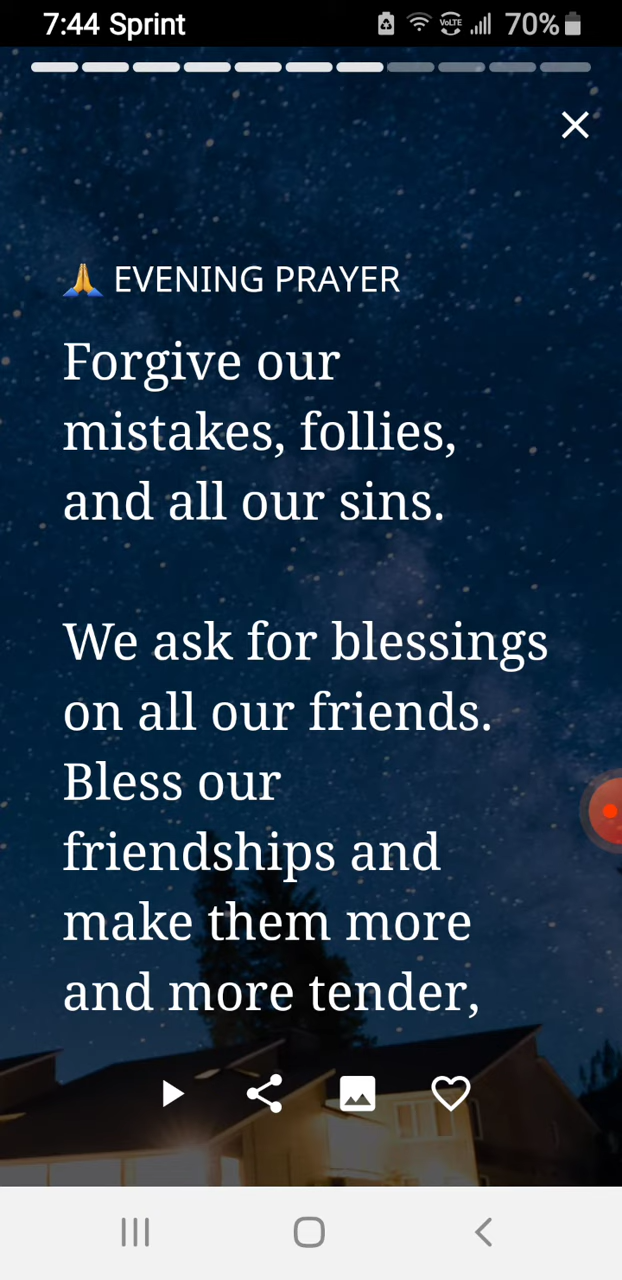 7:44 Sprint
VoLTE
70%
🙏 EVENING PRAYER
Forgive our
mistakes, follies,
and all our sins.
We ask for blessings
on all our friends.
Bless our
friendships and
make them more
and more tender,